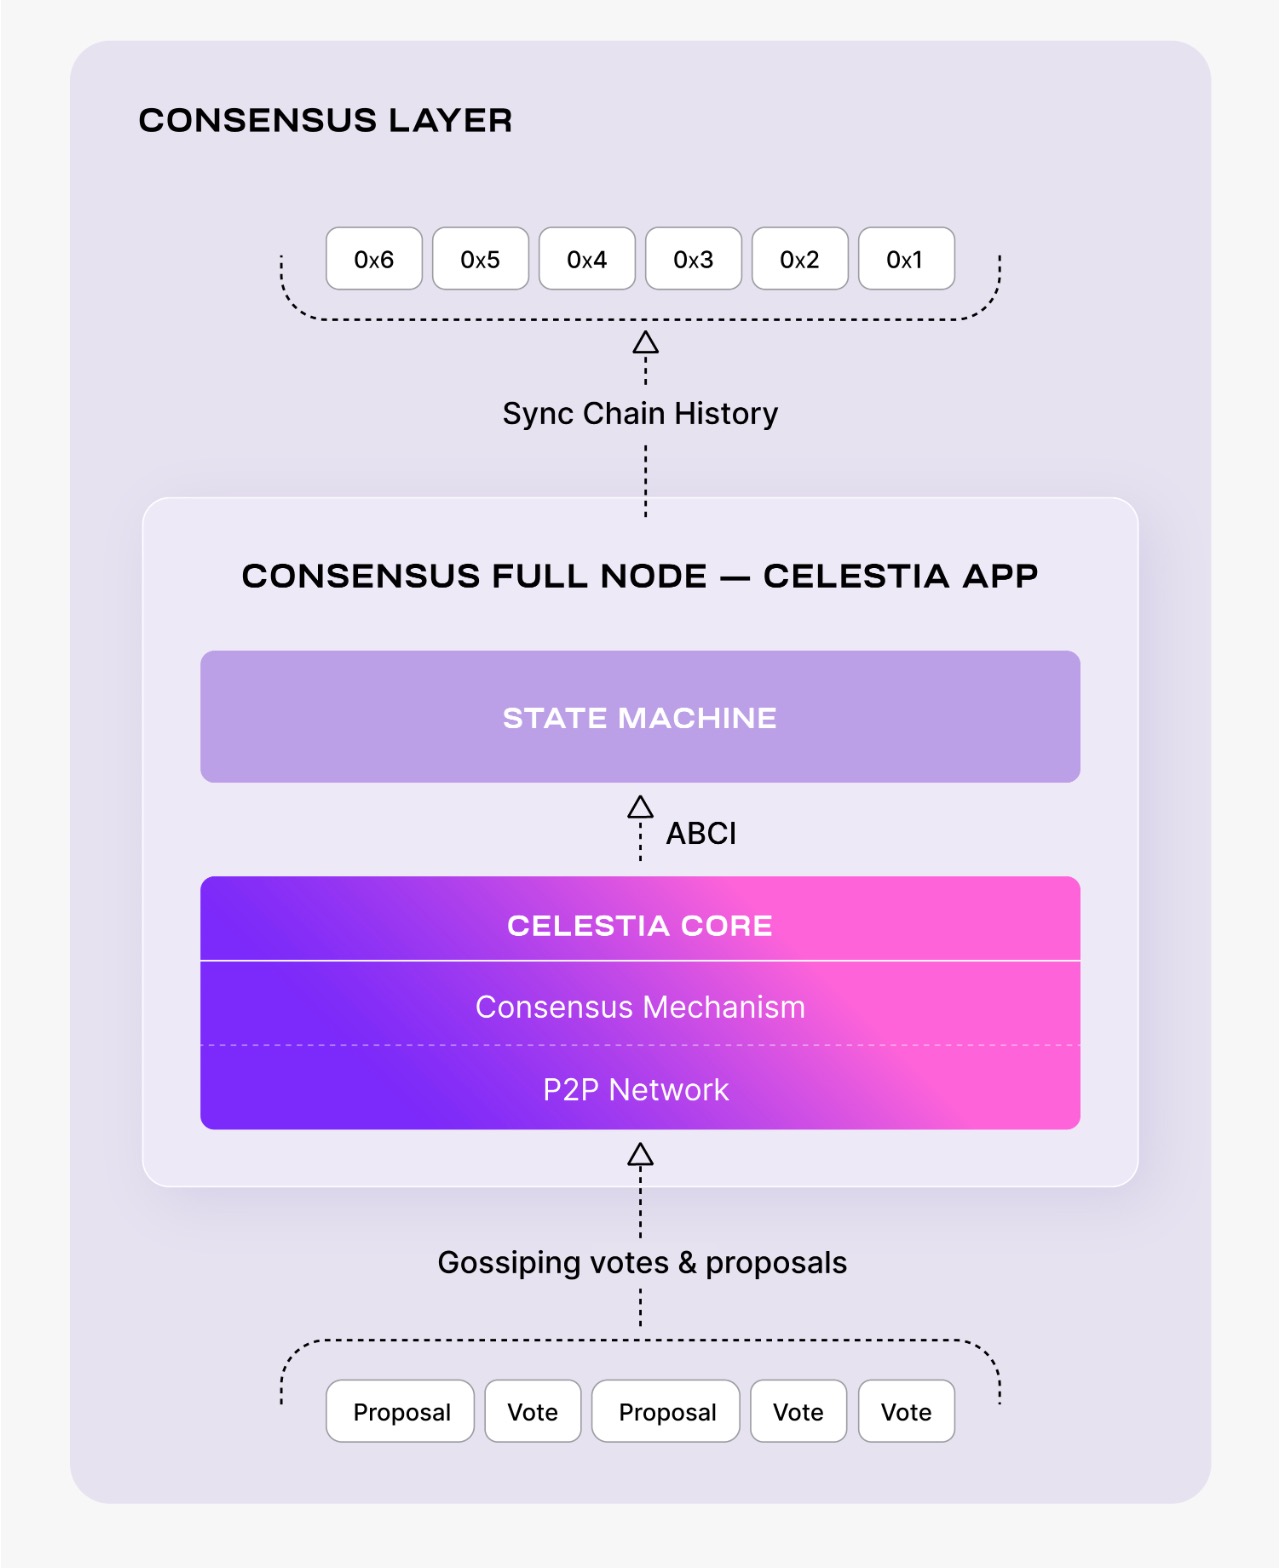 CONSENSUS LAYER
0x6 0x5 0x4 0x3 0x2 0x1
Sync Chain History
CONSENSUS FULL NODE — CELESTIA APP
STATE MACHINE
ABCI
CELESTIA CORE
Consensus Mechanism
P2P Network
Gossiping votes & proposals
Proposal Vote Proposal Vote Vote